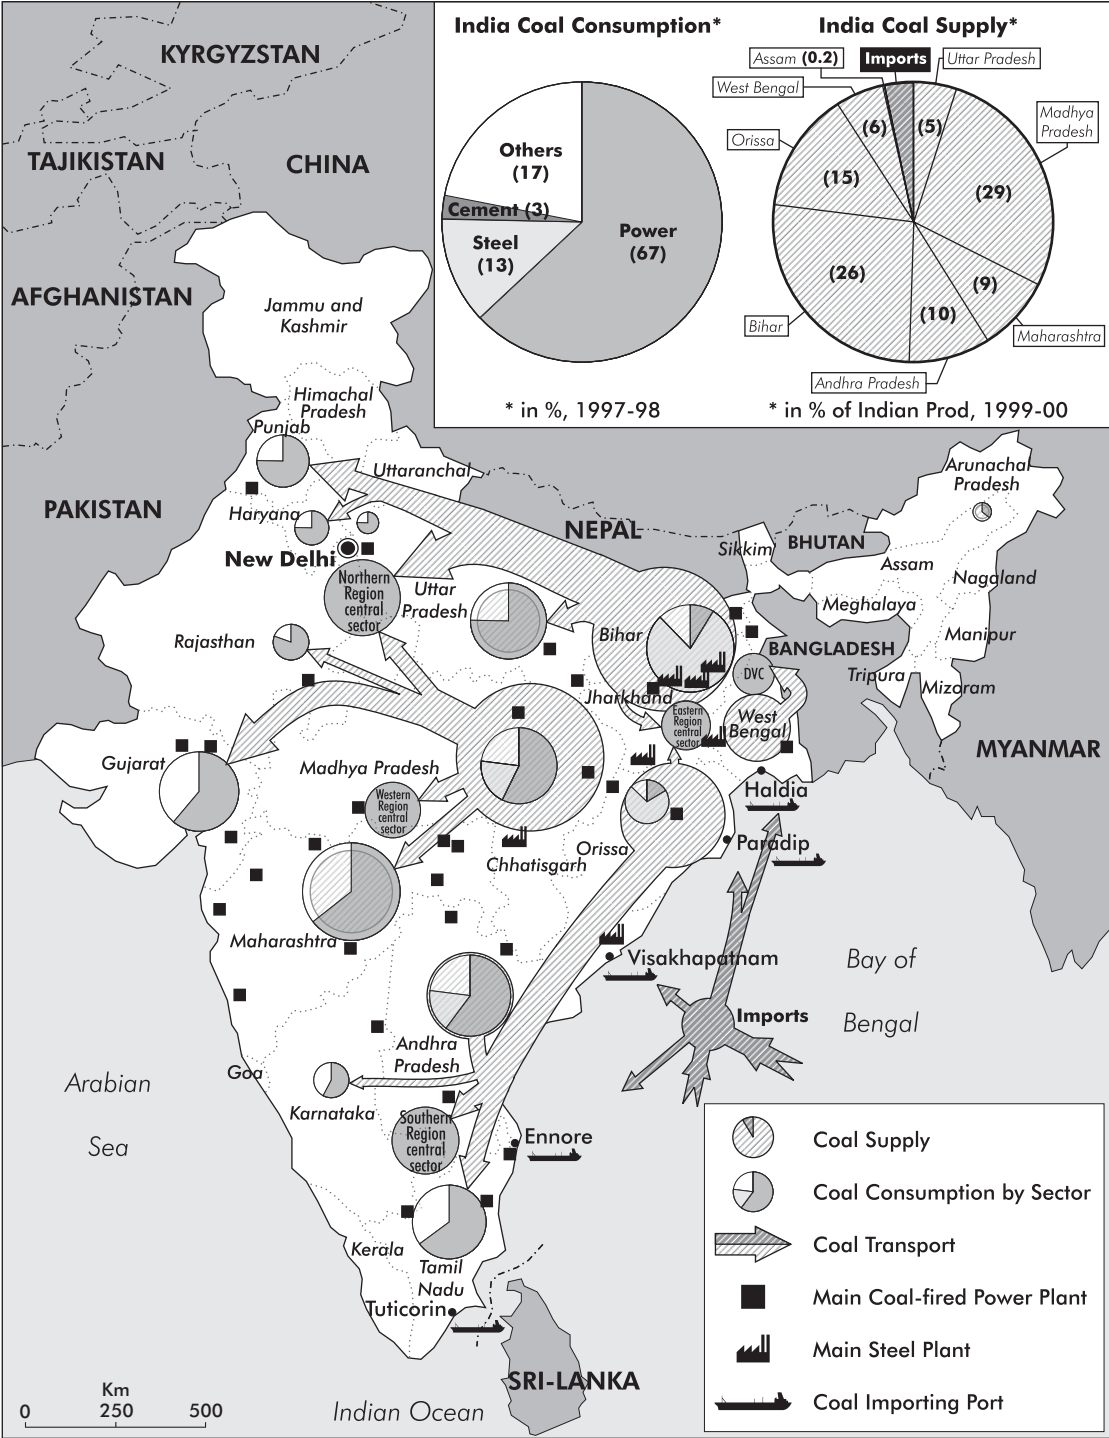 India Coal Consumption*
Others
(17)
Cement (3)
Steel
(13)
Power
(67)
* in %, 1997-98
India Coal Supply*
Assam (0.2)
Imports
Uttar Pradesh
West Bengal
Madhya
Pradesh
Orissa
(6)
(5)
(15)
(29)
(26)
(9)
(10)
Bihar
Maharashtra
Andhra Pradesh
* in % of Indian Prod, 1999-00
KYRGYZSTAN
TAJIKISTAN
CHINA
AFGHANISTAN
Jammu and
Kashmir
Himachal
Pradesh
Punjab
Uttaranchal
PAKISTAN
Haryana
New Delhi
NEPAL
Arunachal
Pradesh
Sikkim
BHUTAN
Assam
Nagaland
Meghalaya
Manipur
Northern
Region
central
sector
Uttar
Pradesh
Rajasthan
Bihar
BANGLADESH
Tripura
Mizoram
DVC
Jharkhand
Eastern
Region
central
sector
West
Bengal
MYANMAR
Gujarat
Madhya Pradesh
Western
Region
central
sector
Haldia
Paradip
Orissa
Chhatisgarh
Maharashtra
Visakhapatnam
Bay of
Bengal
Imports
Andhra
Pradesh
Goa
Karnataka
Arabian
Sea
Southern
Region
central
sector
Ennore
Kerala
Tamil
Nadu
Tuticorin
SRI-LANKA
Indian Ocean
Km
0 250 500
Coal Supply
Coal Consumption by Sector
Coal Transport
Main Coal-fired Power Plant
Main Steel Plant
Coal Importing Port